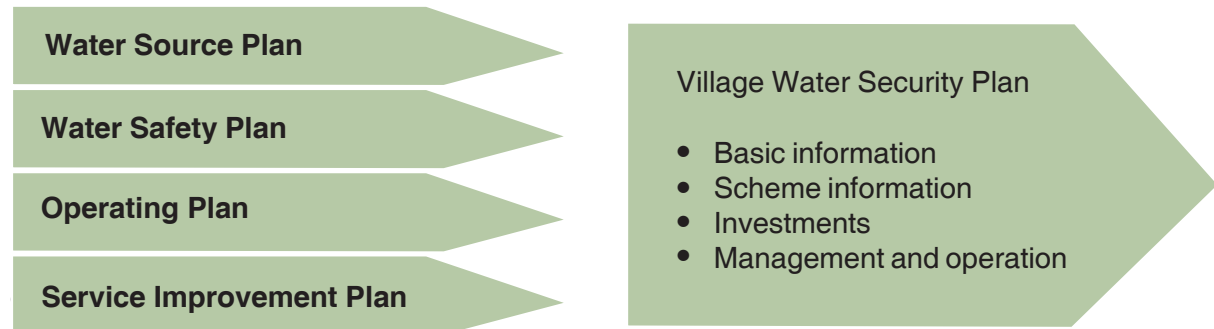 Water Source Plan
Water Safety Plan
Operating Plan
Service Improvement Plan
Village Water Security Plan
• Basic information
• Scheme information
• Investments
• Management and operation